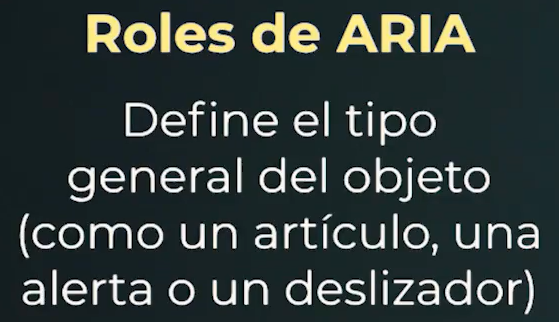 Roles de ARIA
Define el tipo
general del objeto
(como un artículo, una
alerta o un deslizador)